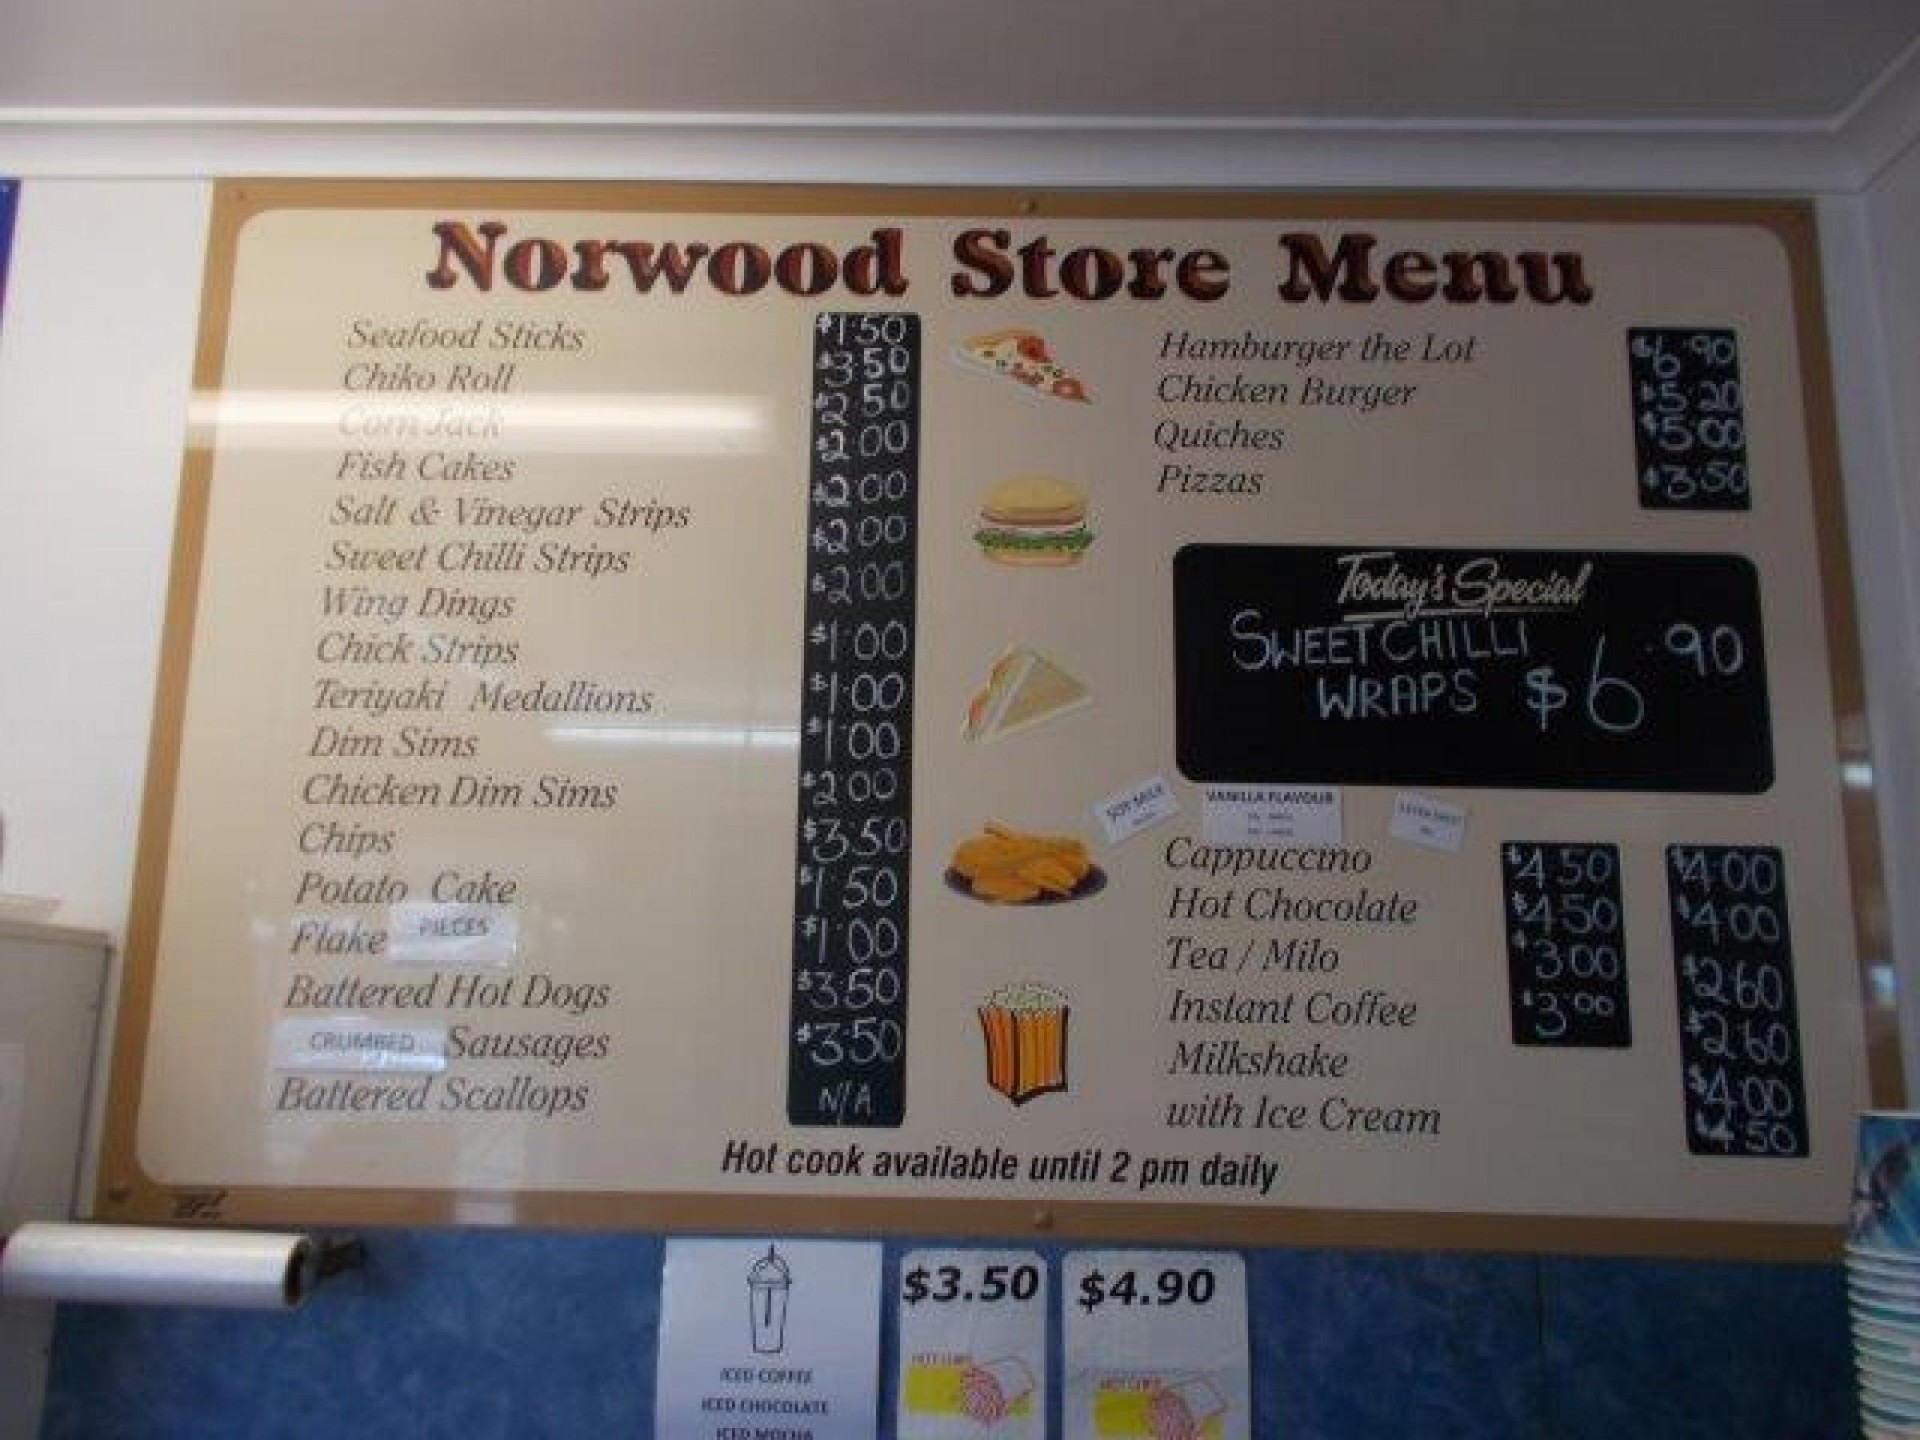 Norwood Store Menu
Seafood Sticks $1.50
Chiko Roll $3.50
Corn Jack $2.50
Fish Cakes $2.00
Salt & Vinegar Strips $2.00
Sweet Chilli Strips $2.00
Wing Dings $2.00
Chick Strips $1.00
Teriyaki Medallions $1.00
Dim Sims $1.00
Chicken Dim Sims $2.00
Chips $3.50
Potato Cake $1.50
Flake PIECES $1.00
Battered Hot Dogs $3.50
CRUMBED Sausages $3.50
Battered Scallops N/A
Hamburger the Lot $6.90
Chicken Burger $5.20
Quiches $5.00
Pizzas $3.50
Today's Special
SWEET CHILLI
WRAPS $6.90
SOY MILK
VANILLA FLAVOUR
Cappuccino $4.50 $4.00
Hot Chocolate $4.50 $4.00
Tea / Milo $3.00 $2.60
Instant Coffee $3.00 $2.60
Milkshake $4.00
with Ice Cream $4.50
Hot cook available until 2 pm daily
ICED COFFEE
ICED CHOCOLATE
ICED MOCHA
$3.50
HOT CHIPS
$4.90
HOT CHIPS